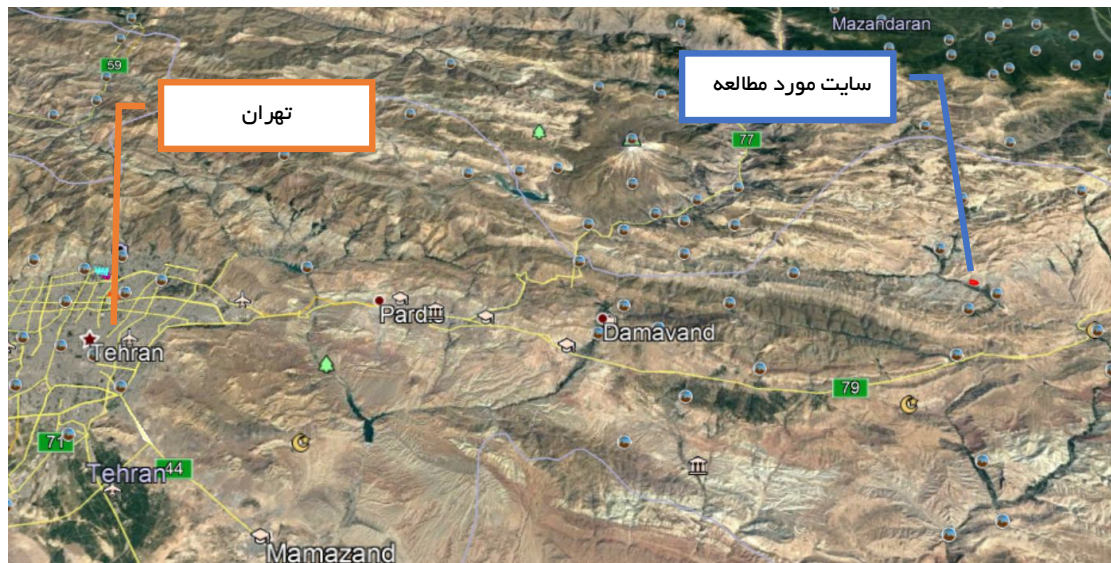 Mazandaran
59
تهران
سایت مورد مطالعه
77
Pardis
Damavand
Tehran
79
71
Tehran
44
Mamazand